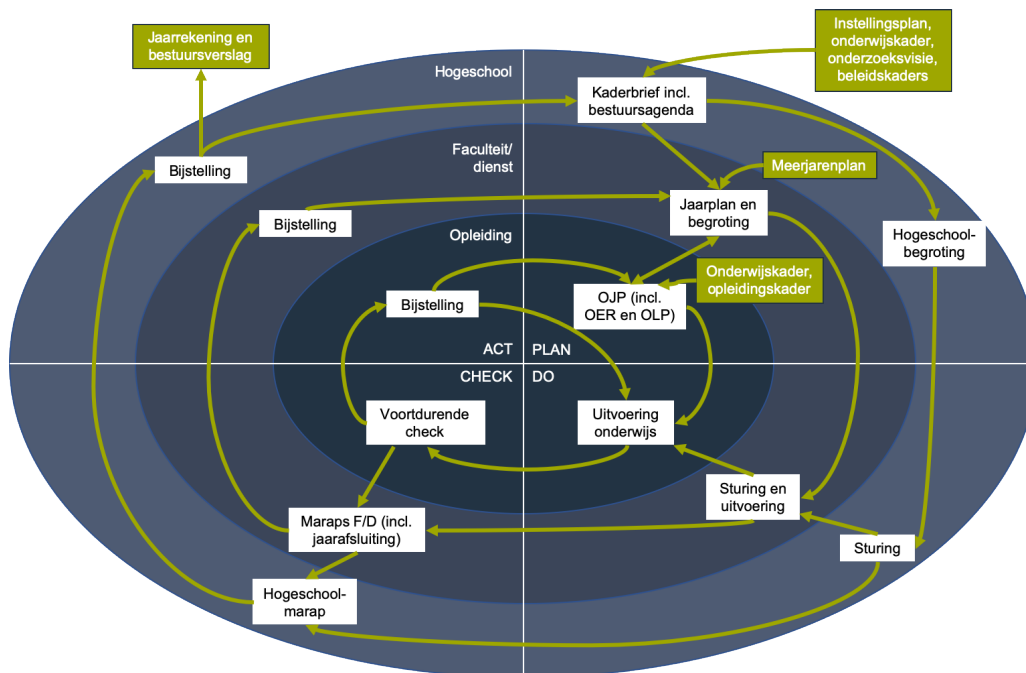 Jaarrekening en
bestuursverslag
Instellingsplan,
onderwijskader,
onderzoeksvisie,
beleidskaders
Hogeschool
Kaderbrief incl.
bestuursagenda
Bijstelling
Faculteit/
dienst
Meerjarenplan
Jaarplan en
begroting
Bijstelling
Hogeschool-
begroting
Opleiding
Onderwijskader,
opleidingskader
Bijstelling
OJP (incl.
OER en OLP)
ACT
PLAN
CHECK
DO
Voortdurende
check
Uitvoering
onderwijs
Sturing en
uitvoering
Maraps F/D (incl.
jaarafsluiting)
Sturing
Hogeschool-
marap